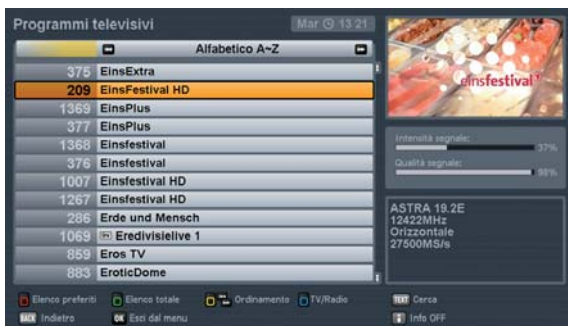 Programmi televisivi
Mar 13 21
Alfabetico A~Z
375 EinsExtra
209 EinsFestival HD
1369 EinsPlus
377 EinsPlus
1368 Einsfestival
376 Einsfestival
1007 Einsfestival HD
1267 Einsfestival HD
286 Erde und Mensch
1069 Eredivisielive 1
859 Eros TV
883 EroticDome
einsfestival
Intensità segnale:
37%
Qualità segnale:
98%
ASTRA 19.2E
12422MHz
Orizzontale
27500MS/s
Elenco preferiti
Elenco totale
Ordinamento
TV/Radio
TEXT Cerca
BACK Indietro
OK Esci dal menu
i Info OFF